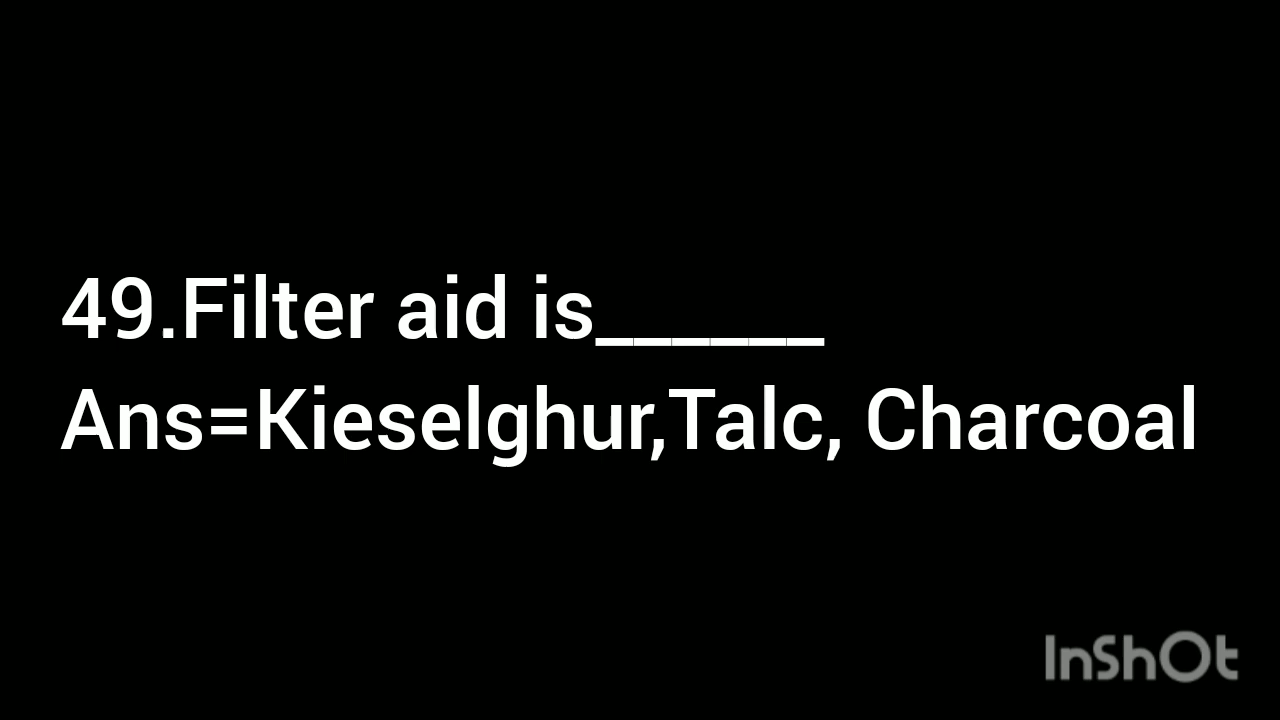 49.Filter aid is______
Ans=Kieselghur,Talc, Charcoal
InShOt